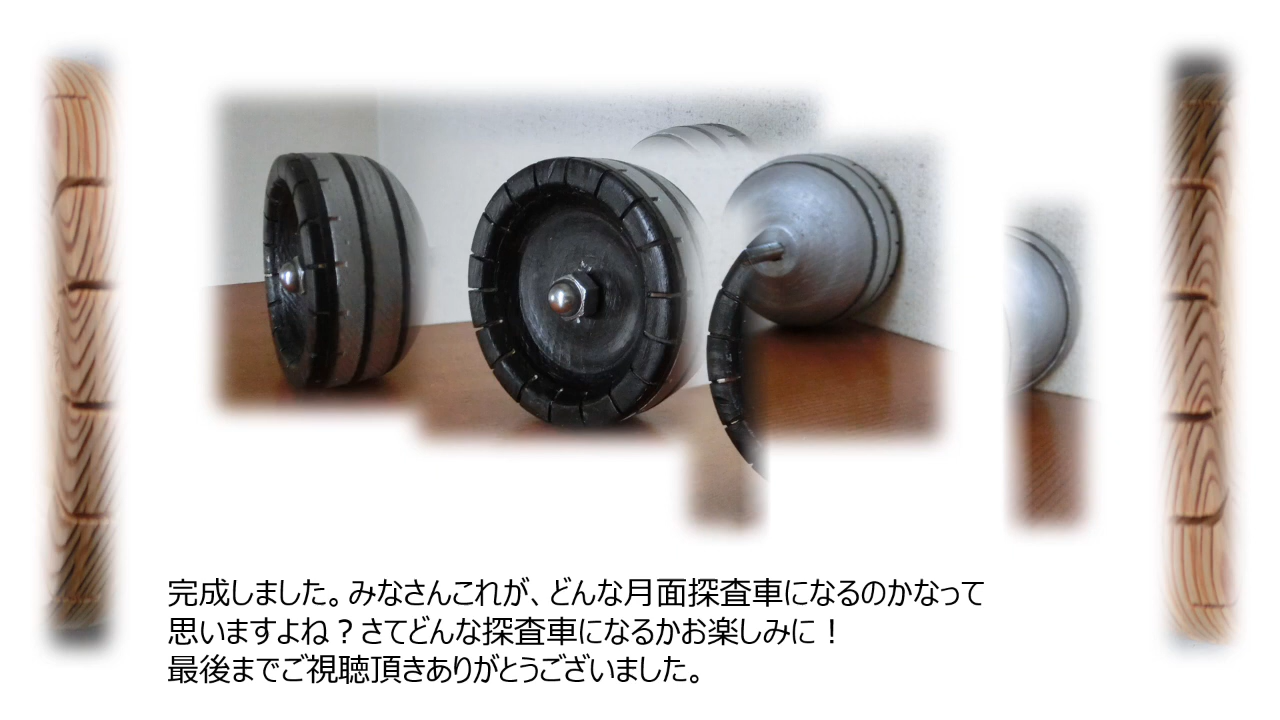 完成しました。みなさんこれが、どんな月面探査車になるのかなって
思いますよね？さてどんな探査車になるかお楽しみに！
最後までご視聴頂きありがとうございました。